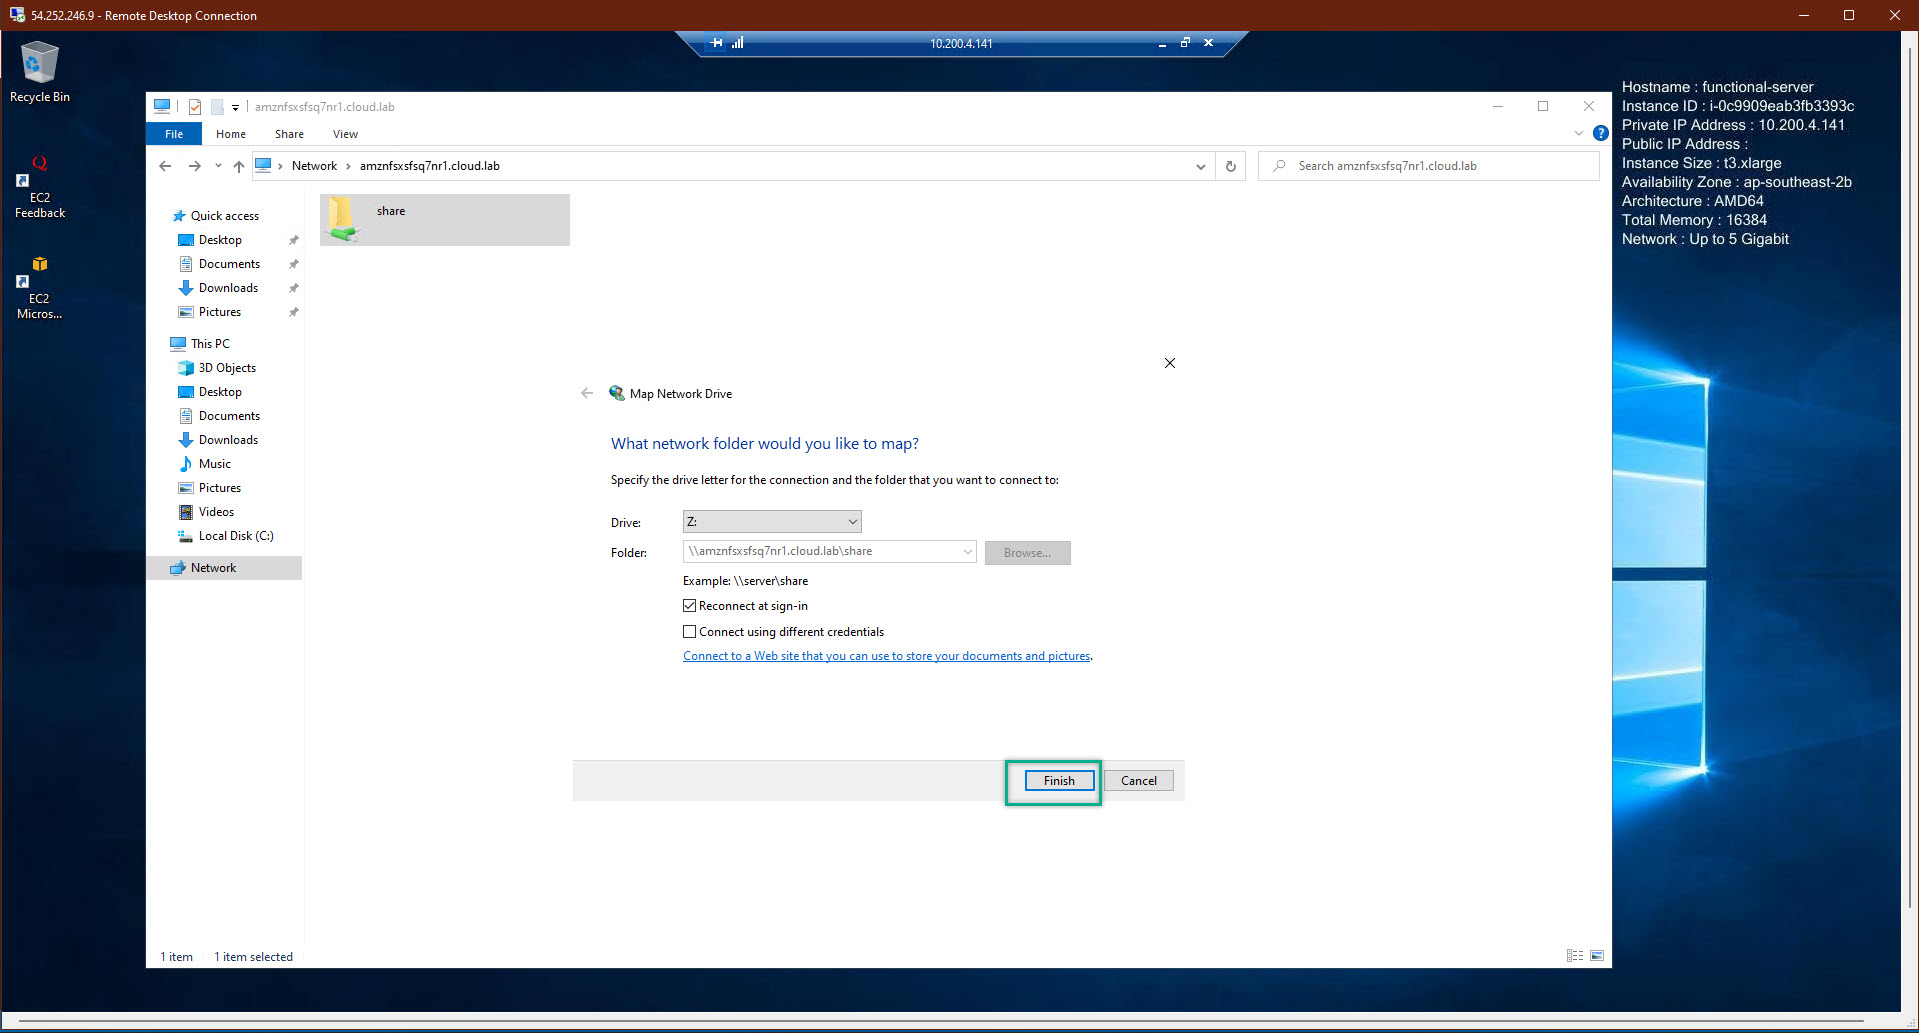 54.252.246.9 - Remote Desktop Connection
10.200.4.141
Recycle Bin
EC2
Feedback
EC2
Micros...
Hostname : functional-server
Instance ID : i-0c9909eab3fb3393c
Private IP Address : 10.200.4.141
Public IP Address :
Instance Size : t3.xlarge
Availability Zone : ap-southeast-2b
Architecture : AMD64
Total Memory : 16384
Network : Up to 5 Gigabit
amznfsxsfsq7nr1.cloud.lab
File Home Share View
Network > amznfsxsfsq7nr1.cloud.lab
Search amznfsxsfsq7nr1.cloud.lab
Quick access
Desktop
Documents
Downloads
Pictures
This PC
3D Objects
Desktop
Documents
Downloads
Music
Pictures
Videos
Local Disk (C:)
Network
share
Map Network Drive
What network folder would you like to map?
Specify the drive letter for the connection and the folder that you want to connect to:
Drive: Z:
Folder: \\amznfsxsfsq7nr1.cloud.lab\share Browse...
Example: \\server\share
Reconnect at sign-in
Connect using different credentials
Connect to a Web site that you can use to store your documents and pictures.
Finish Cancel
1 item 1 item selected